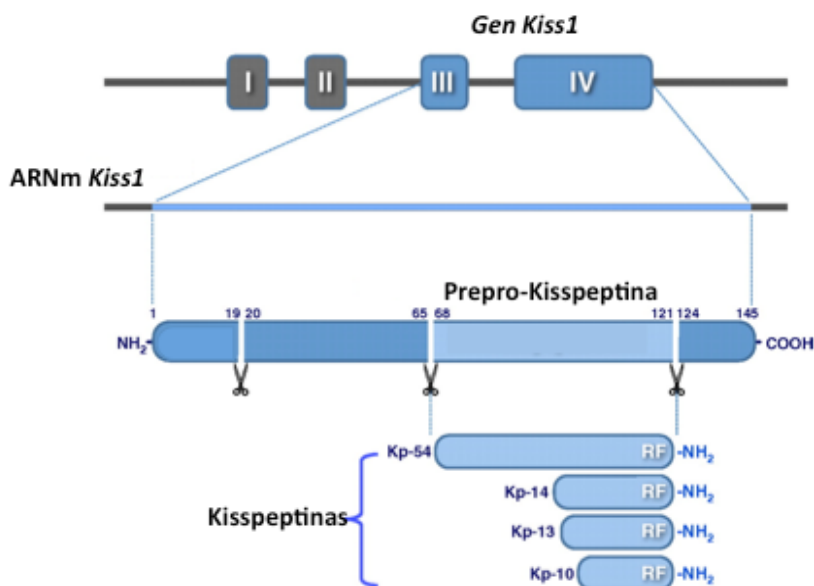 Gen Kiss1
I II III IV
ARNm Kiss1
Prepro-Kisspeptina
1 19 20 65 68 121 124 145
NH₂- -COOH
Kp-54 RF -NH₂
Kp-14 RF -NH₂
Kisspeptinas
Kp-13 RF -NH₂
Kp-10 RF -NH₂